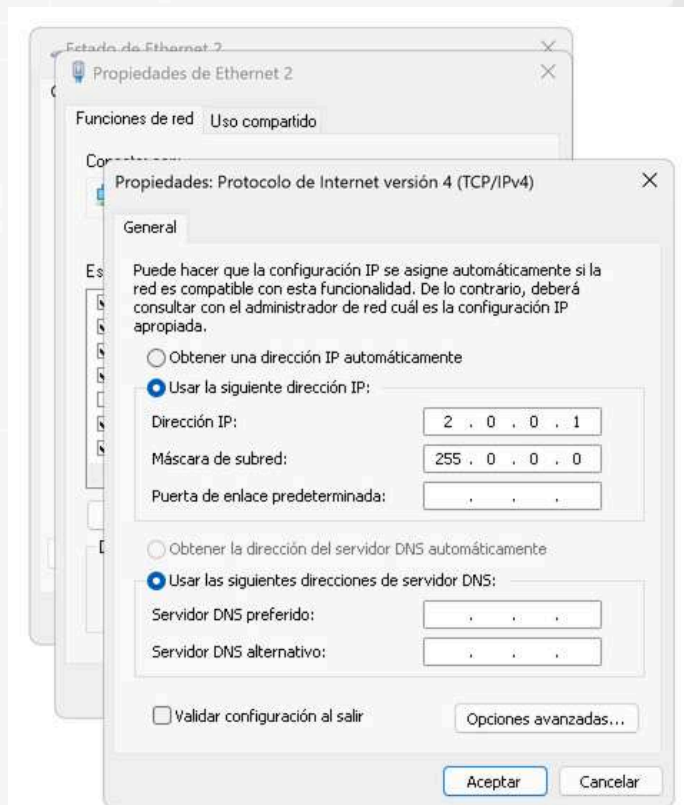 Estado de Ethernet 2
Propiedades de Ethernet 2
Funciones de red
Uso compartido
Propiedades: Protocolo de Internet versión 4 (TCP/IPv4)
General
Puede hacer que la configuración IP se asigne automáticamente si la
red es compatible con esta funcionalidad. De lo contrario, deberá
consultar con el administrador de red cuál es la configuración IP
apropiada.
Obtener una dirección IP automáticamente
Usar la siguiente dirección IP:
Dirección IP: 2 . 0 . 0 . 1
Máscara de subred: 255 . 0 . 0 . 0
Puerta de enlace predeterminada: . . .
Obtener la dirección del servidor DNS automáticamente
Usar las siguientes direcciones de servidor DNS:
Servidor DNS preferido: . . .
Servidor DNS alternativo: . . .
Validar configuración al salir
Opciones avanzadas...
Aceptar
Cancelar